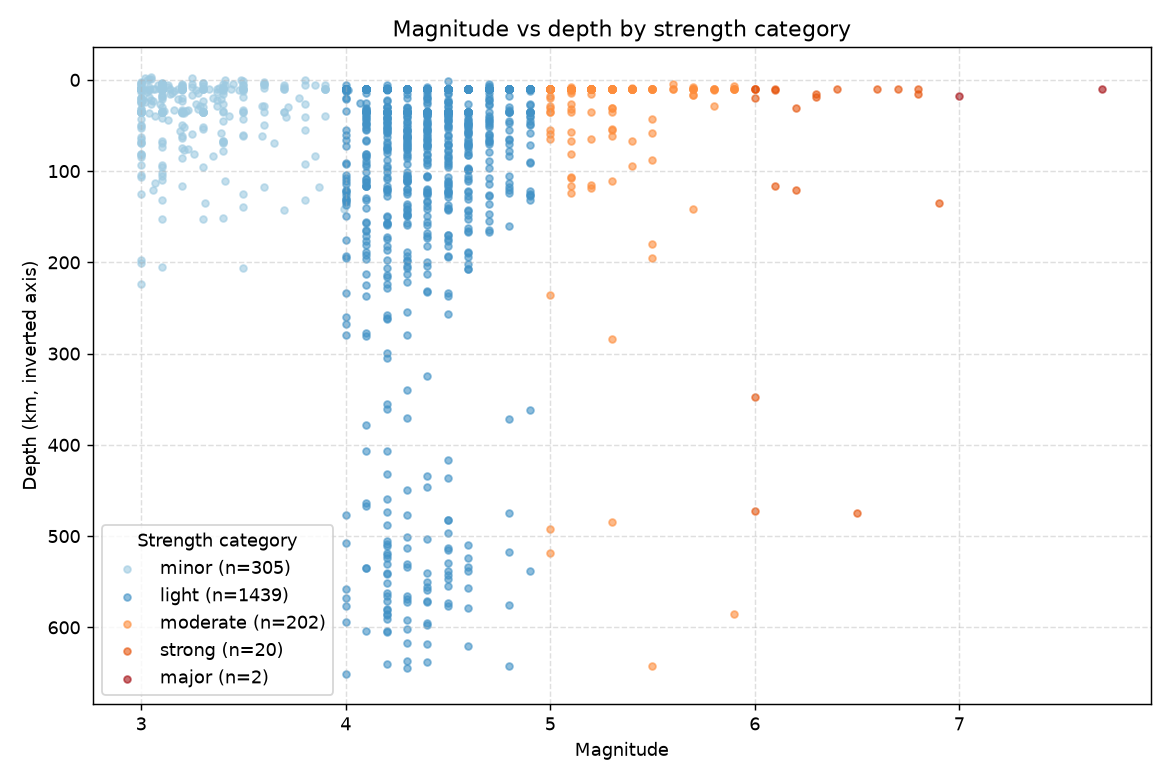 Magnitude vs depth by strength category
Depth (km, inverted axis)
0
100
200
300
400
500
600
Strength category
minor (n=305)
light (n=1439)
moderate (n=202)
strong (n=20)
major (n=2)
3
4
5
6
7
Magnitude